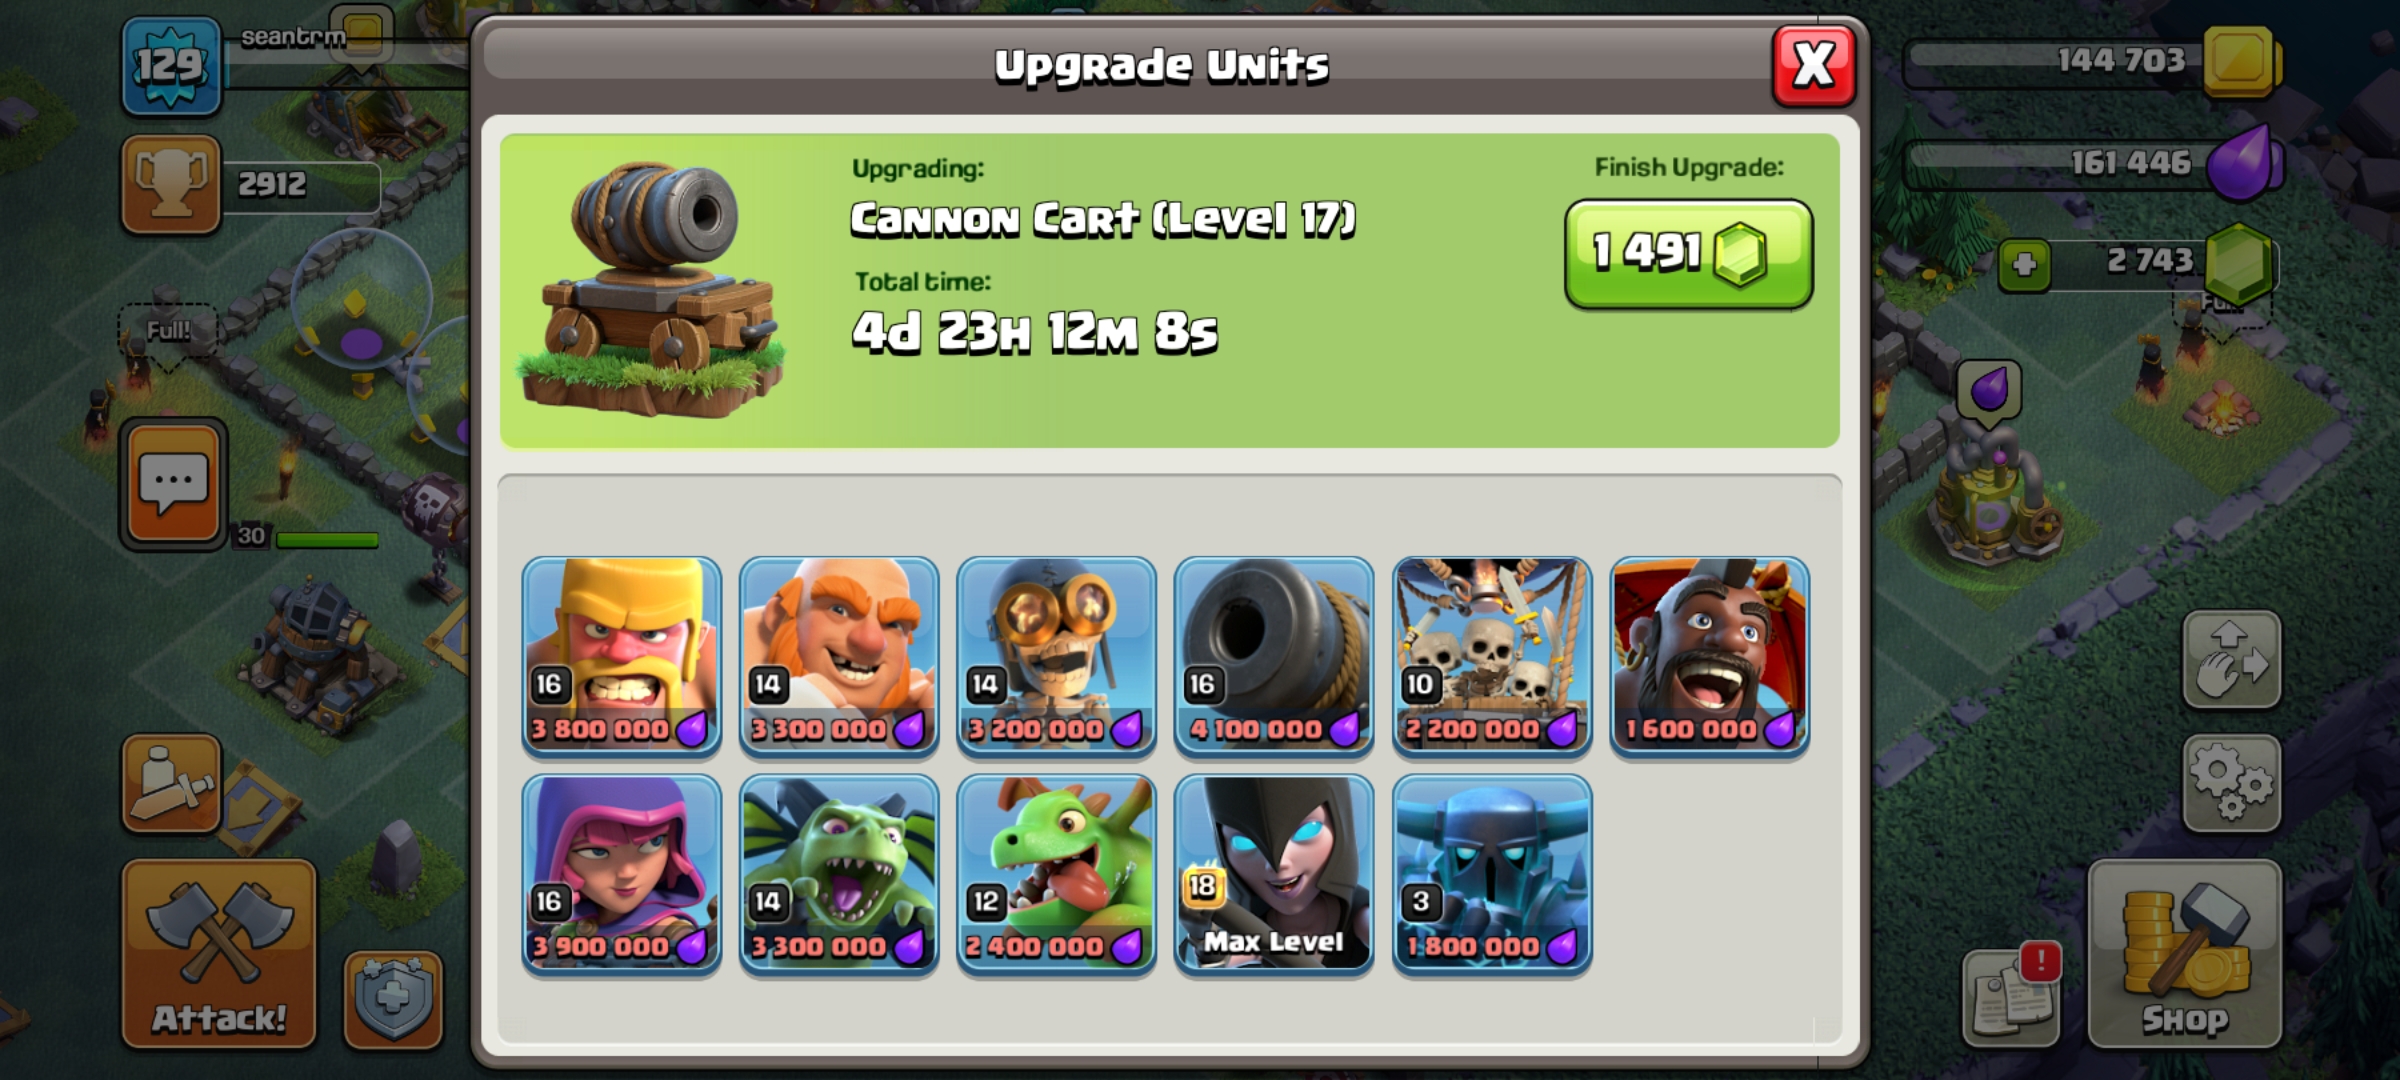 129
seantrm
2912
Full!
30
Attack!
Upgrade Units
X
Upgrading:
Cannon Cart (Level 17)
Total time:
4d 23H 12M 8s
Finish Upgrade:
1 491
16
3 800 000
14
3 300 000
14
3 200 000
16
4 100 000
10
2 200 000
1 600 000
16
3 900 000
14
3 300 000
12
2 400 000
18
Max Level
3
1 800 000
144 703
161 446
2 743
!
Shop